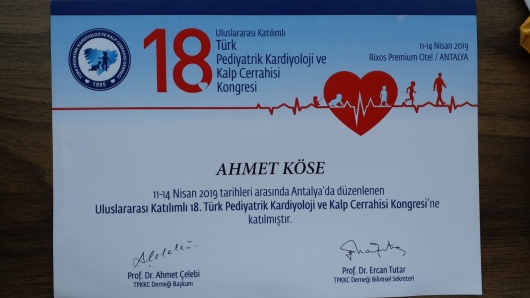 1995
18.
Uluslararası Katılımlı
Türk
Pediyatrik Kardiyoloji ve
Kalp Cerrahisi
Kongresi
11-14 Nisan 2019
Rixos Premium Otel / ANTALYA
AHMET KÖSE
11-14 Nisan 2019 tarihleri arasında Antalya'da düzenlenen
Uluslararası Katılımlı 18. Türk Pediyatrik Kardiyoloji ve Kalp Cerrahisi Kongresi'ne
katılmıştır.
Prof. Dr. Ahmet Çelebi
TPKKC Derneği Başkanı
Prof. Dr. Ercan Tutar
TPKKC Derneği Bilimsel Sekreteri